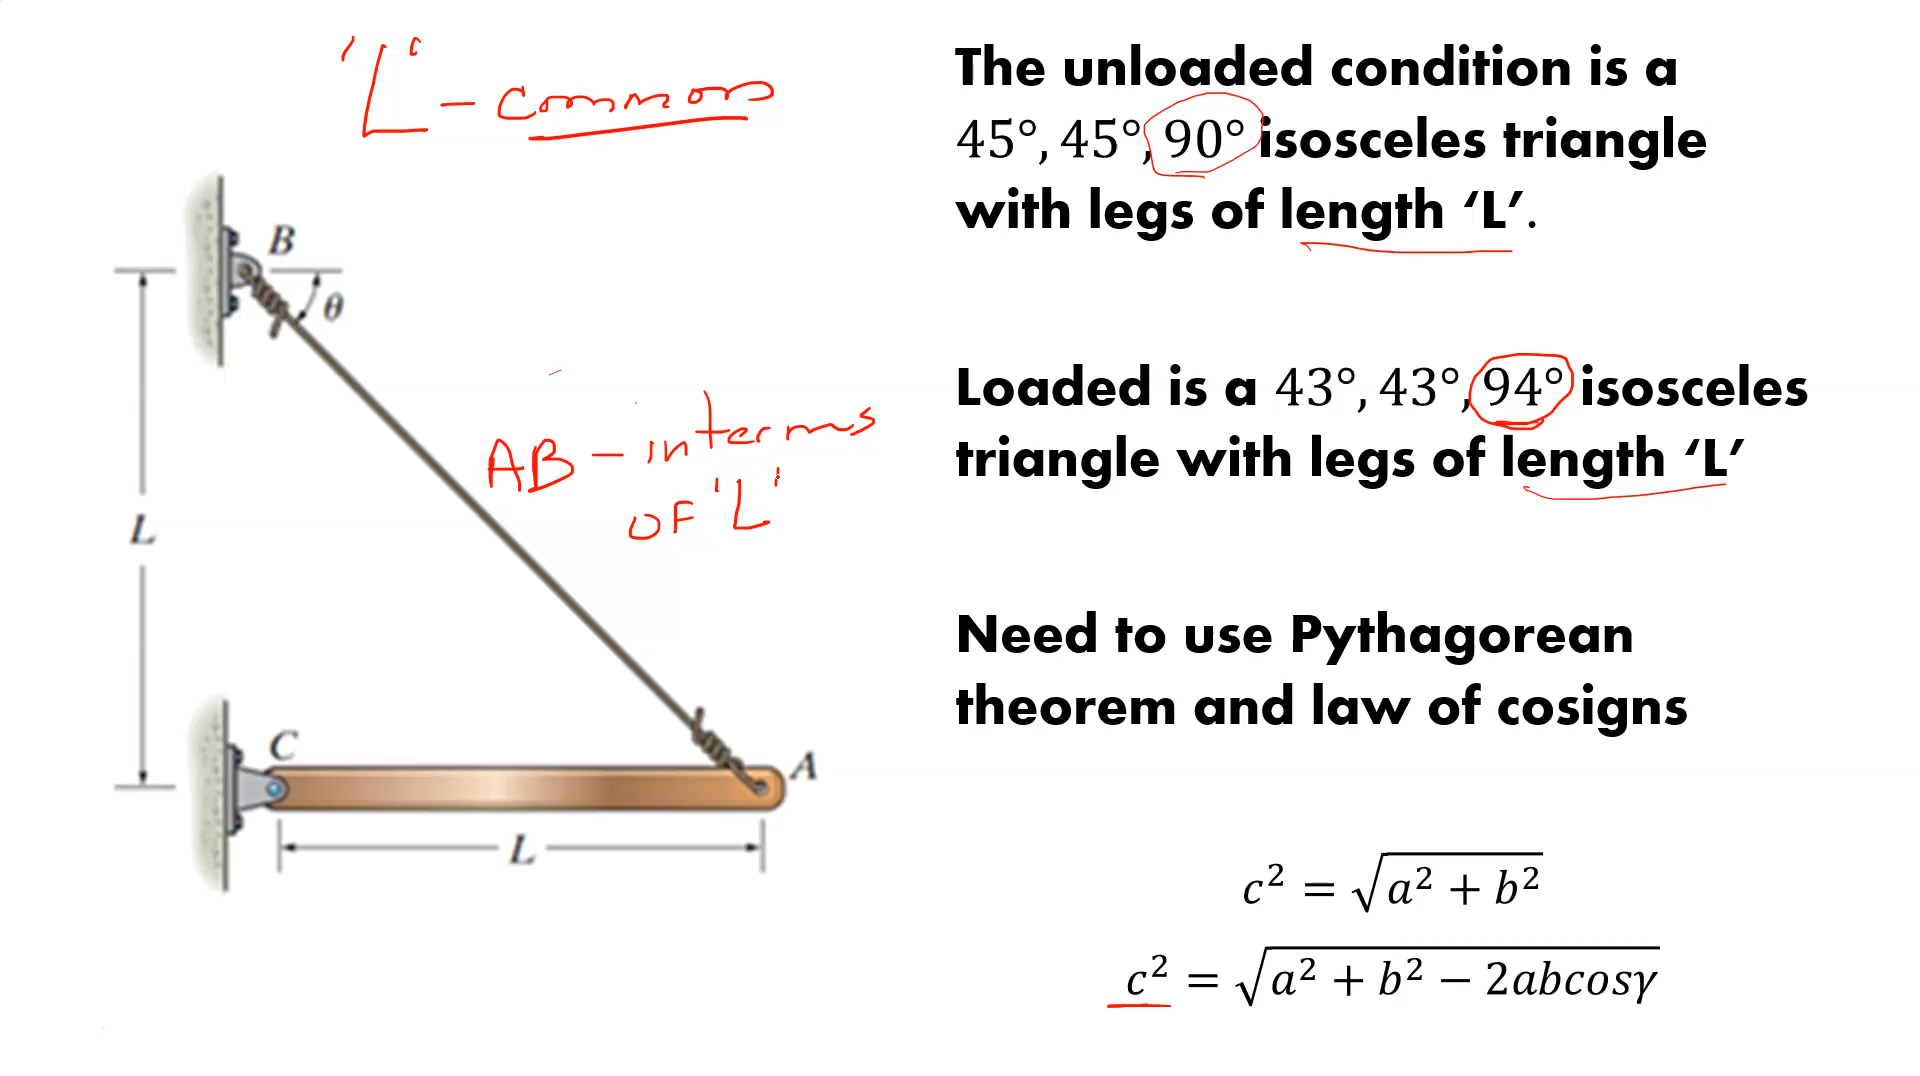 'L' - common
The unloaded condition is a
45°, 45°, 90° isosceles triangle
with legs of length ‘L’.
B
θ
Loaded is a 43°, 43°, 94° isosceles
triangle with legs of length ‘L’
AB - interms
OF 'L'
L
Need to use Pythagorean
theorem and law of cosigns
C
A
L
c² = √a² + b²
c² = √a² + b² − 2abcosγ